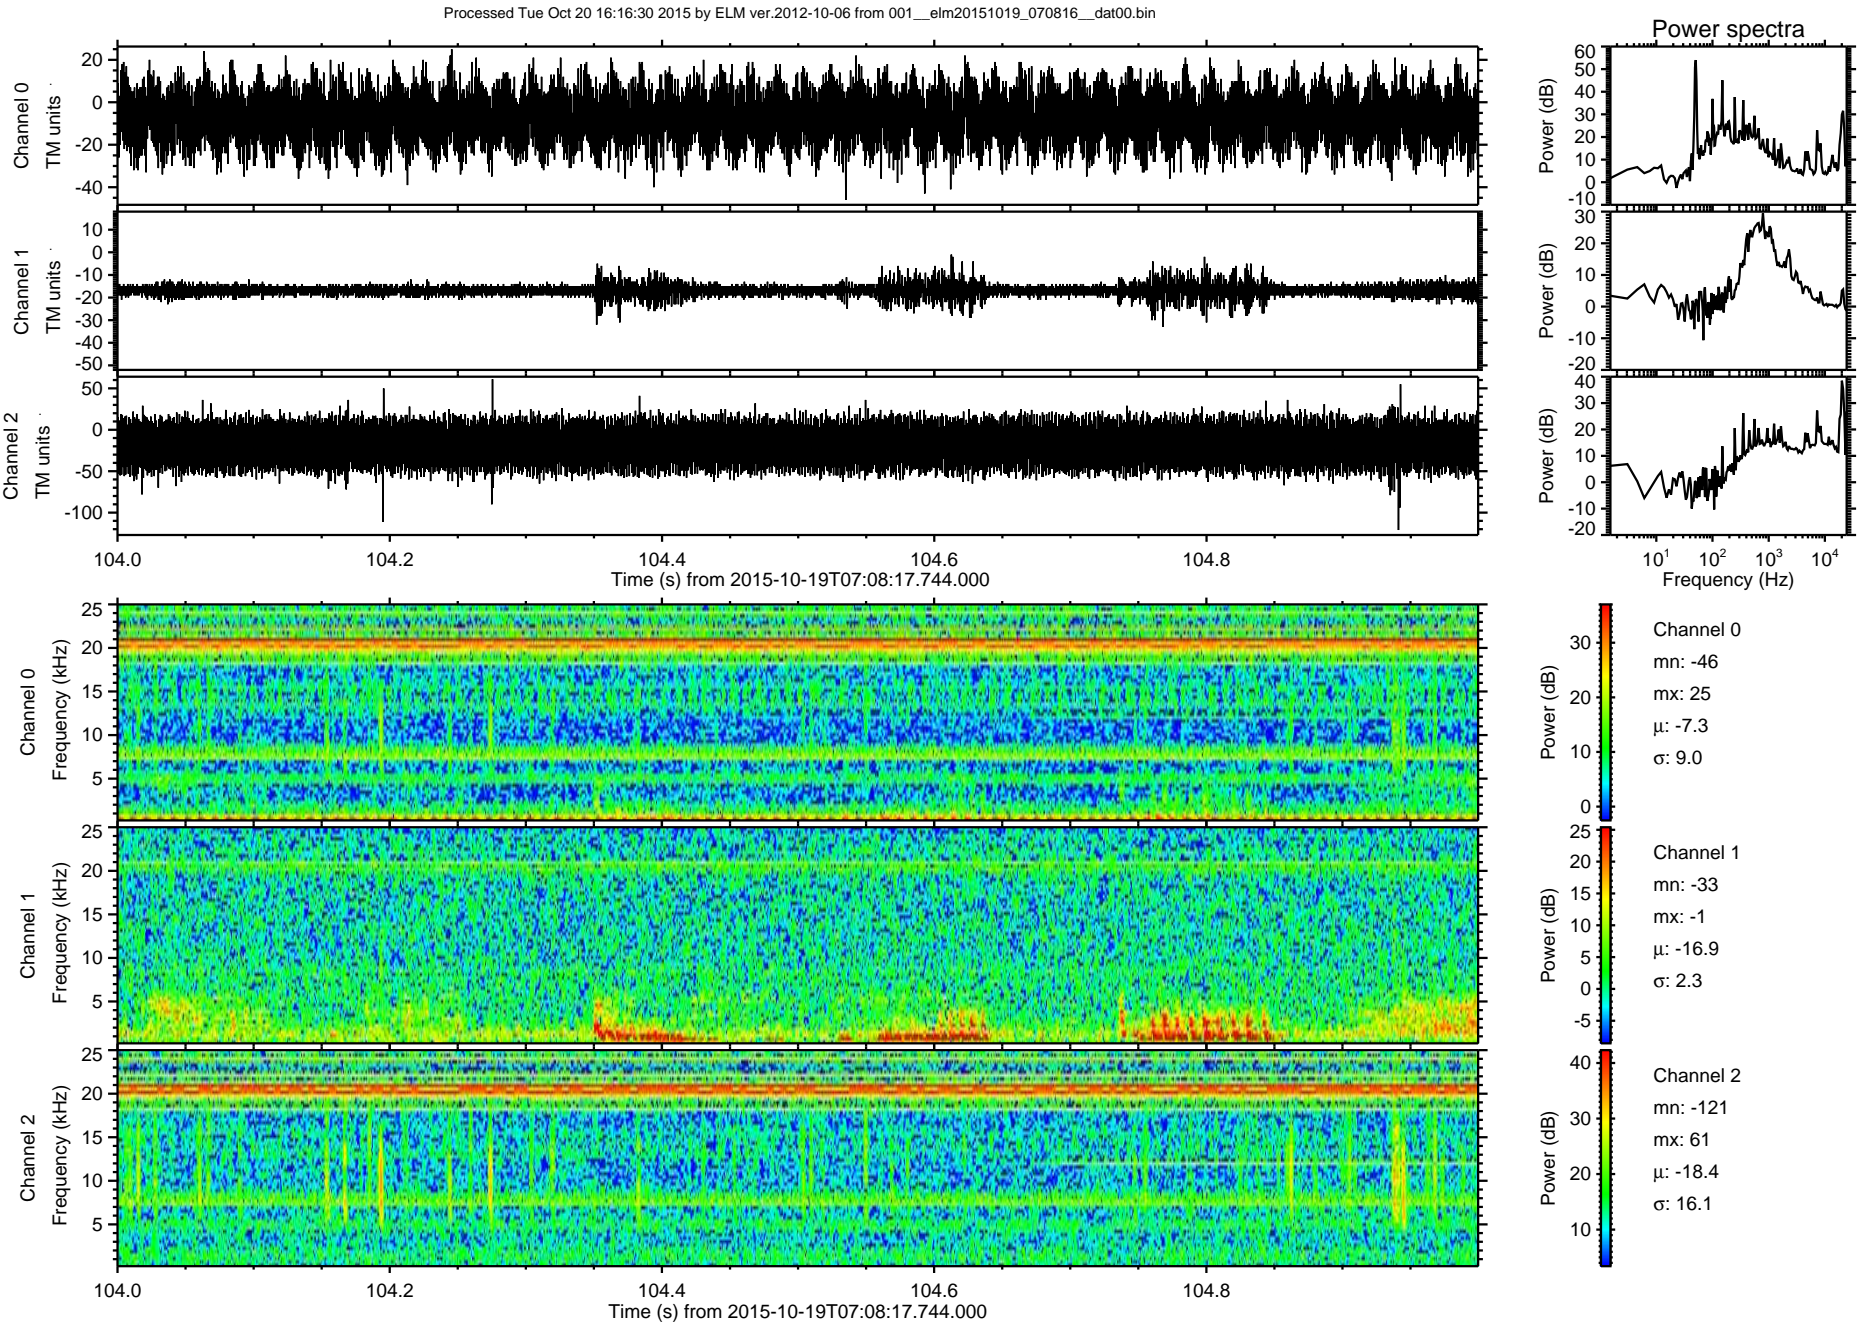 Processed Tue Oct 20 16:16:30 2015 by ELM ver.2012-10-06 from 001__elm20151019_070816__dat00.bin
Power spectra
Channel 0
TM units
20
0
-20
-40
Power (dB)
60
50
40
30
20
10
0
-10
Channel 1
TM units
10
0
-10
-20
-30
-40
-50
Power (dB)
30
20
10
0
-10
-20
Channel 2
TM units
50
0
-50
-100
Power (dB)
40
30
20
10
0
-10
-20
104.0 104.2 104.4 104.6 104.8
Time (s) from 2015-10-19T07:08:17.744.000
10^1 10^2 10^3 10^4
Frequency (Hz)
Channel 0
Frequency (kHz)
25
20
15
10
5
Power (dB)
30
20
10
0
Channel 0
mn: -46
mx: 25
µ: -7.3
σ: 9.0
Channel 1
Frequency (kHz)
25
20
15
10
5
Power (dB)
25
20
15
10
5
0
-5
Channel 1
mn: -33
mx: -1
µ: -16.9
σ: 2.3
Channel 2
Frequency (kHz)
25
20
15
10
5
Power (dB)
40
30
20
10
Channel 2
mn: -121
mx: 61
µ: -18.4
σ: 16.1
104.0 104.2 104.4 104.6 104.8
Time (s) from 2015-10-19T07:08:17.744.000